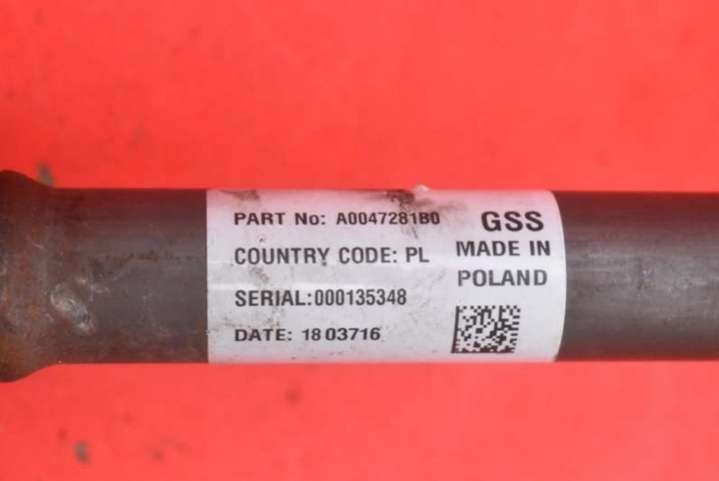 PART No: A0047281B0
COUNTRY CODE: PL
SERIAL:000135348
DATE: 18 03716
GSS
MADE IN
POLAND